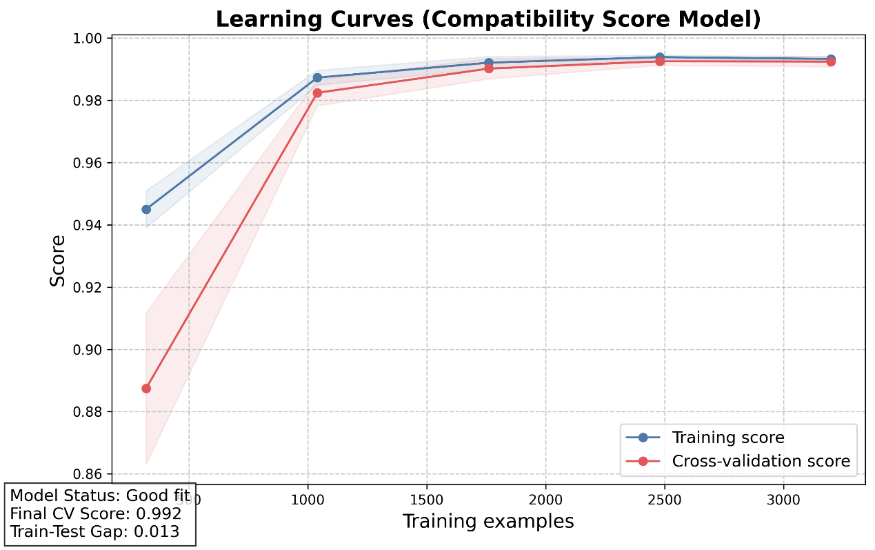 Learning Curves (Compatibility Score Model)
1.00
0.98
0.96
0.94
0.92
0.90
0.88
0.86
Score
Training score
Cross-validation score
1000
1500
2000
2500
3000
Training examples
Model Status: Good fit
Final CV Score: 0.992
Train-Test Gap: 0.013